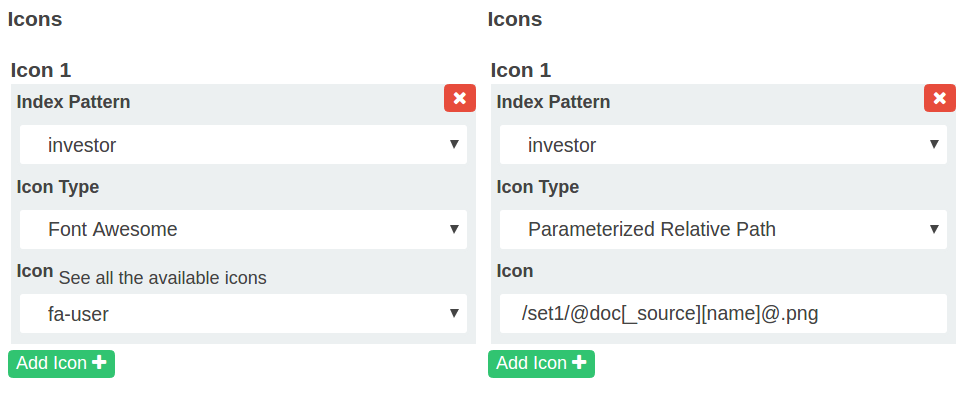 Icons
Icon 1
Index Pattern
investor
Icon Type
Font Awesome
Icon See all the available icons
fa-user
Add Icon
Icons
Icon 1
Index Pattern
investor
Icon Type
Parameterized Relative Path
Icon
/set1/@doc[_source][name]@.png
Add Icon